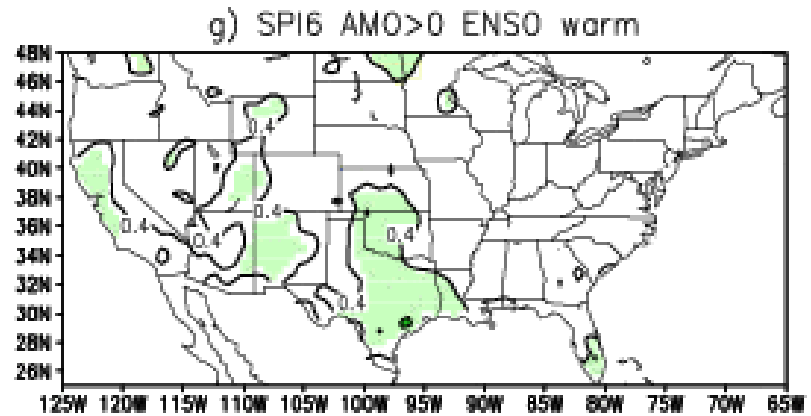 g) SPI6 AMO>0 ENSO warm
48N
46N
44N
0.4
42N
40N
38N
0.4
36N
0.4
0.4
0.4
34N
32N
0.4
30N
28N
26N
125W 120W 115W 110W 105W 100W 95W 90W 85W 80W 75W 70W 65W